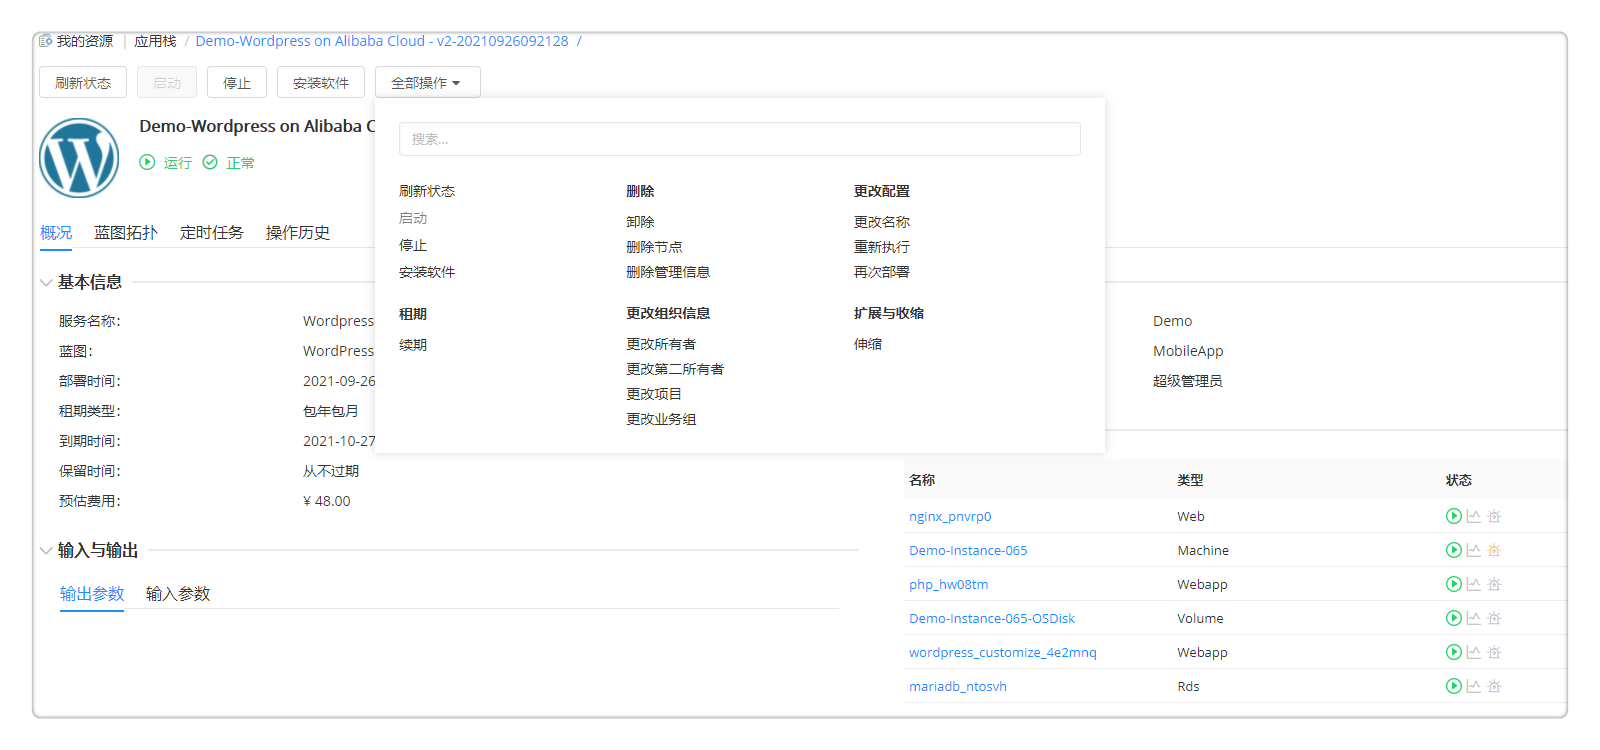 我的资源 | 应用栈 / Demo-Wordpress on Alibaba Cloud - v2-20210926092128 /
刷新状态 启动 停止 安装软件 全部操作
Demo-Wordpress on Alibaba C
运行 正常
概况 蓝图拓扑 定时任务 操作历史
搜索...
刷新状态
启动
停止
安装软件
删除
卸除
删除节点
删除管理信息
更改配置
更改名称
重新执行
再次部署
租期
续期
更改组织信息
更改所有者
更改第二所有者
更改项目
更改业务组
扩展与收缩
伸缩
基本信息
服务名称: Wordpress
蓝图: WordPress
部署时间: 2021-09-26
租期类型: 包年包月
到期时间: 2021-10-27
保留时间: 从不过期
预估费用: ¥ 48.00
Demo
MobileApp
超级管理员
输入与输出
输出参数 输入参数
名称 类型 状态
nginx_pnvrp0 Web
Demo-Instance-065 Machine
php_hw08tm Webapp
Demo-Instance-065-OSDisk Volume
wordpress_customize_4e2mnq Webapp
mariadb_ntosvh Rds